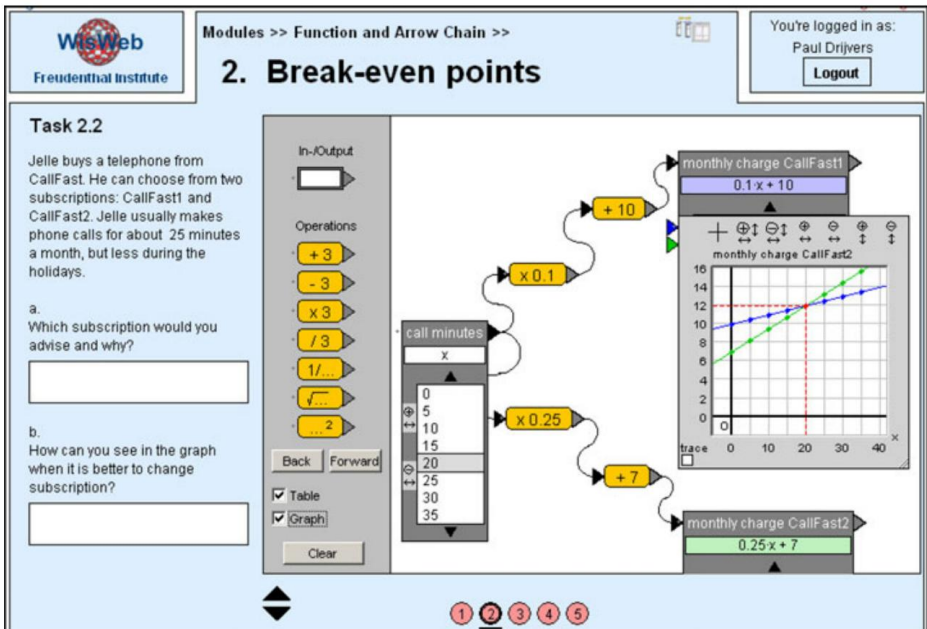 WisWeb
Freudenthal Institute
Modules >> Function and Arrow Chain >>
2. Break-even points
You're logged in as:
Paul Drijvers
Logout
Task 2.2
Jelle buys a telephone from
CallFast. He can choose from two
subscriptions: CallFast1 and
CallFast2. Jelle usually makes
phone calls for about 25 minutes
a month, but less during the
holidays.
a.
Which subscription would you
advise and why?
b.
How can you see in the graph
when it is better to change
subscription?
In-/Output
Operations
+ 3
- 3
x 3
/ 3
1/...
√...
...²
Back Forward
Table
Graph
Clear
call minutes
x
0
5
10
15
20
25
30
35
x 0.1
+ 10
x 0.25
+ 7
monthly charge CallFast1
0.1·x + 10
monthly charge CallFast2
16
14
12
10
8
6
4
2
0
O
0 10 20 30 40
x
trace
monthly charge CallFast2
0.25·x + 7
1 2 3 4 5